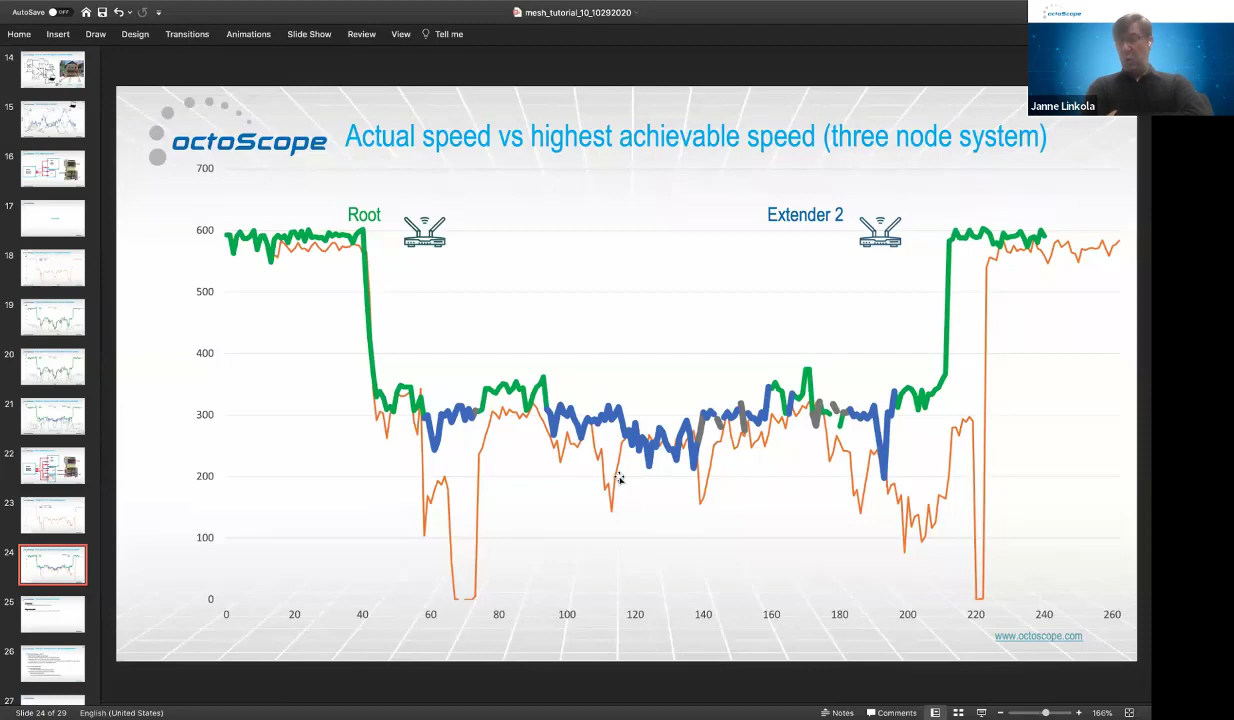 AutoSave OFF
mesh_tutorial_10_10292020
octoScope
Home Insert Draw Design Transitions Animations Slide Show Review View Tell me
Janne Linkola
14
15
16
17
18
19
20
21
22
23
24
25
26
27
octoScope
Actual speed vs highest achievable speed (three node system)
700
600
500
400
300
200
100
0
Root
Extender 2
0 20 40 60 80 100 120 140 160 180 200 220 240 260
www.octoscope.com
Slide 24 of 29 English (United States) Notes Comments 166%